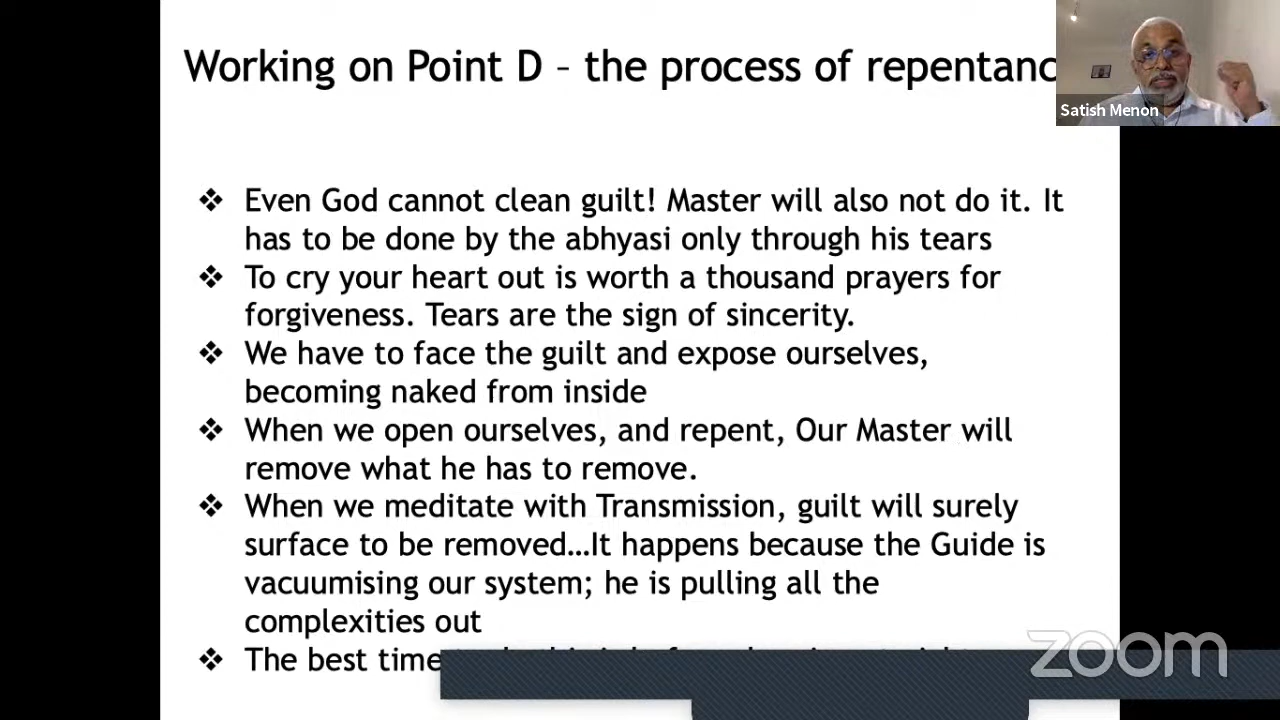 Working on Point D – the process of repentanc
Satish Menon
❖ Even God cannot clean guilt! Master will also not do it. It
has to be done by the abhyasi only through his tears
❖ To cry your heart out is worth a thousand prayers for
forgiveness. Tears are the sign of sincerity.
❖ We have to face the guilt and expose ourselves,
becoming naked from inside
❖ When we open ourselves, and repent, Our Master will
remove what he has to remove.
❖ When we meditate with Transmission, guilt will surely
surface to be removed…It happens because the Guide is
vacuumising our system; he is pulling all the
complexities out
❖ The best time
zoom